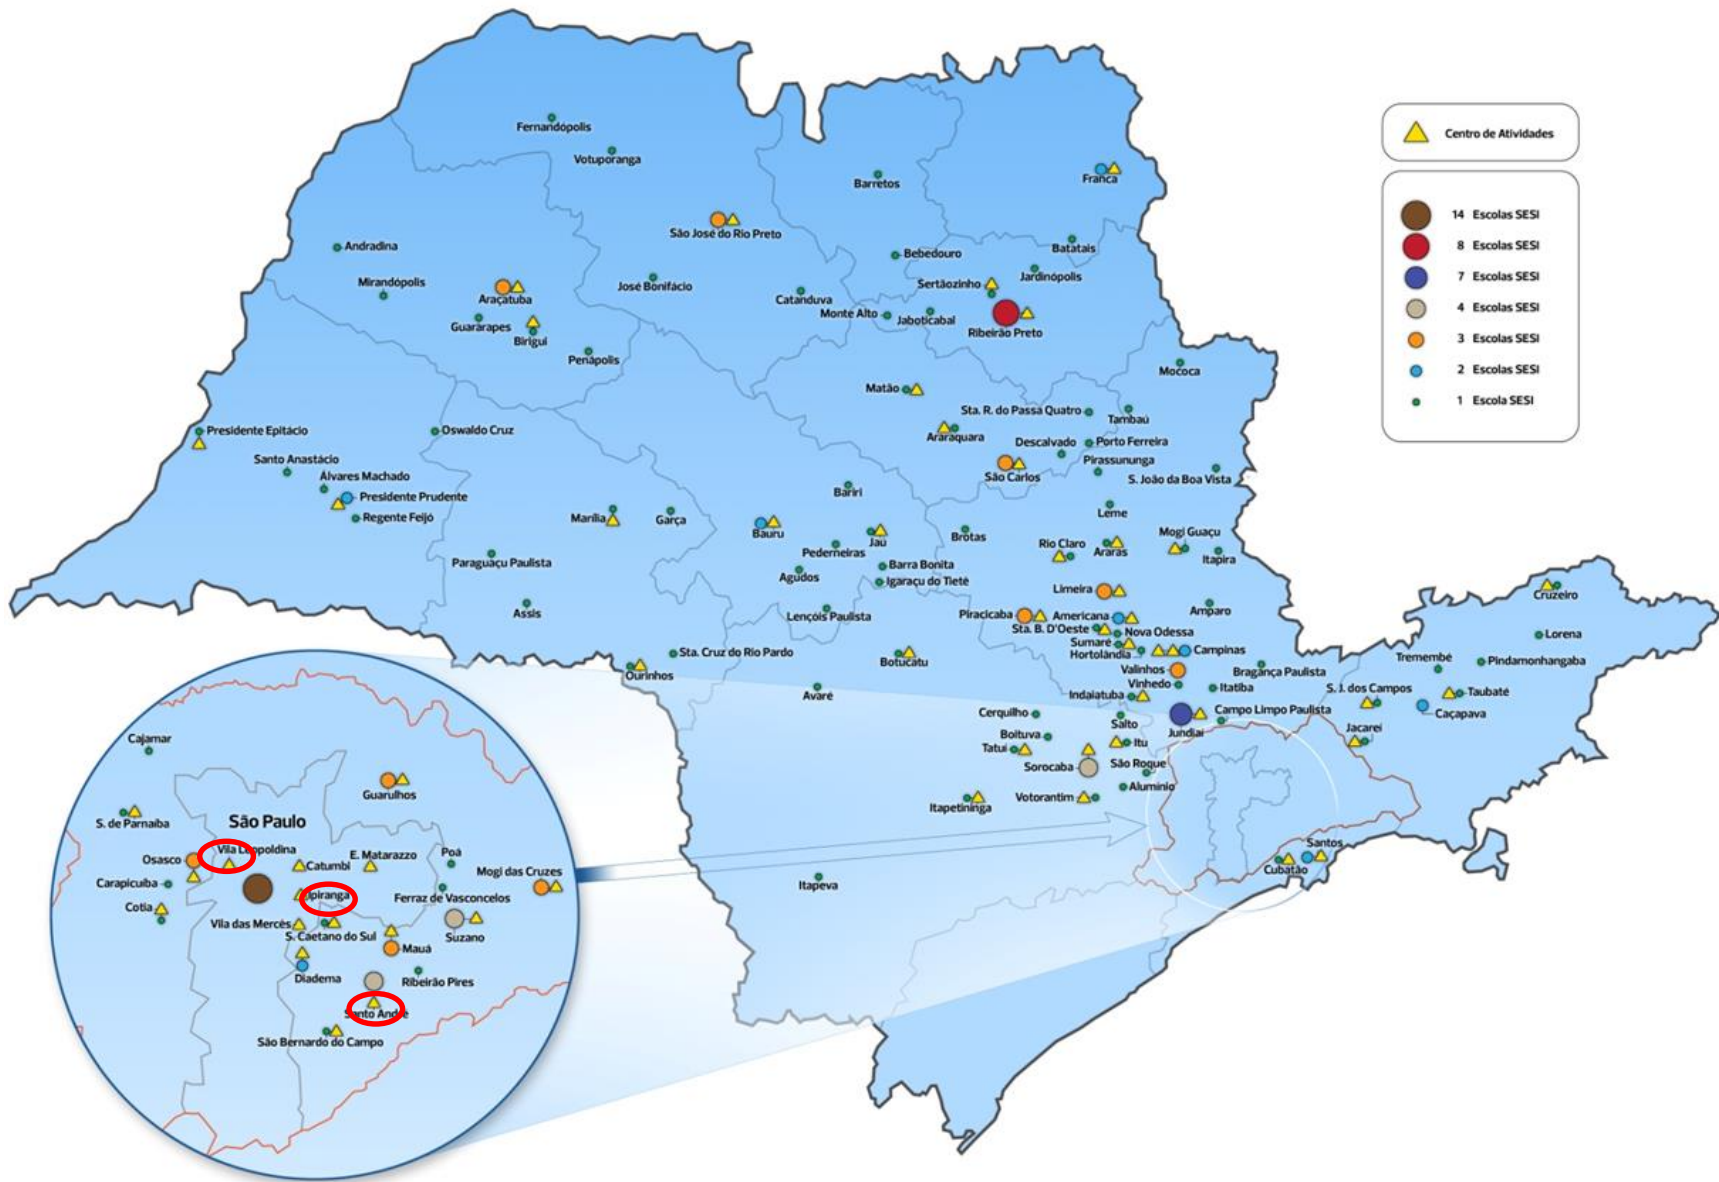 Fernandópolis
Votuporanga
Barretos
Franca
São José do Rio Preto
Andradina
Mirandópolis
Araçatuba
Guararapes
Birigui
Penápolis
José Bonifácio
Catanduva
Bebedouro
Batatais
Jardinópolis
Sertãozinho
Monte Alto
Jaboticabal
Ribeirão Preto
Mococa
Matão
Sta. R. do Passa Quatro
Tambaú
Araraquara
Descalvado
Porto Ferreira
Pirassununga
São Carlos
S. João da Boa Vista
Presidente Epitácio
Oswaldo Cruz
Santo Anastácio
Álvares Machado
Presidente Prudente
Regente Feijó
Marília
Garça
Bariri
Bauru
Jaú
Pederneiras
Brotas
Leme
Rio Claro
Araras
Mogi Guaçu
Itapira
Paraguaçu Paulista
Agudos
Barra Bonita
Igaraçu do Tietê
Assis
Lençóis Paulista
Limeira
Piracicaba
Americana
Amparo
Sta. B. D'Oeste
Nova Odessa
Sumaré
Hortolândia
Campinas
Valinhos
Vinhedo
Bragança Paulista
Itatiba
Indaiatuba
Cruzeiro
Lorena
Tremembé
Pindamonhangaba
S. J. dos Campos
Taubaté
Caçapava
Jacareí
Sta. Cruz do Rio Pardo
Ourinhos
Botucatu
Avaré
Cerquilho
Salto
Campo Limpo Paulista
Jundiaí
Boituva
Tatuí
Itu
Sorocaba
São Roque
Alumínio
Itapetininga
Votorantim
Itapeva
Santos
Cubatão
Cajamar
Guarulhos
S. de Parnaíba
São Paulo
Vila Leopoldina
Osasco
Catumbi
E. Matarazzo
Poá
Mogi das Cruzes
Carapicuíba
Ipiranga
Ferraz de Vasconcelos
Cotia
Vila das Mercês
S. Caetano do Sul
Suzano
Mauá
Diadema
Ribeirão Pires
Santo André
São Bernardo do Campo
Centro de Atividades
14 Escolas SESI
8 Escolas SESI
7 Escolas SESI
4 Escolas SESI
3 Escolas SESI
2 Escolas SESI
1 Escola SESI